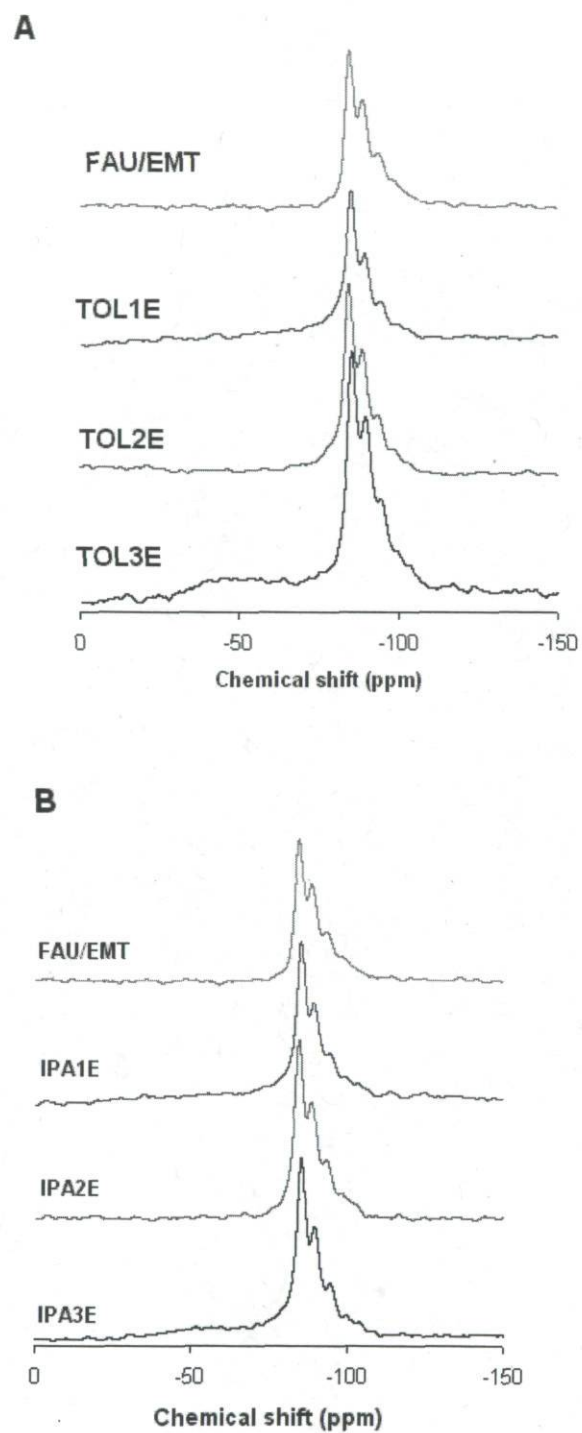 A
FAU/EMT
TOL1E
TOL2E
TOL3E
0 -50 -100 -150
Chemical shift (ppm)
B
FAU/EMT
IPA1E
IPA2E
IPA3E
0 -50 -100 -150
Chemical shift (ppm)